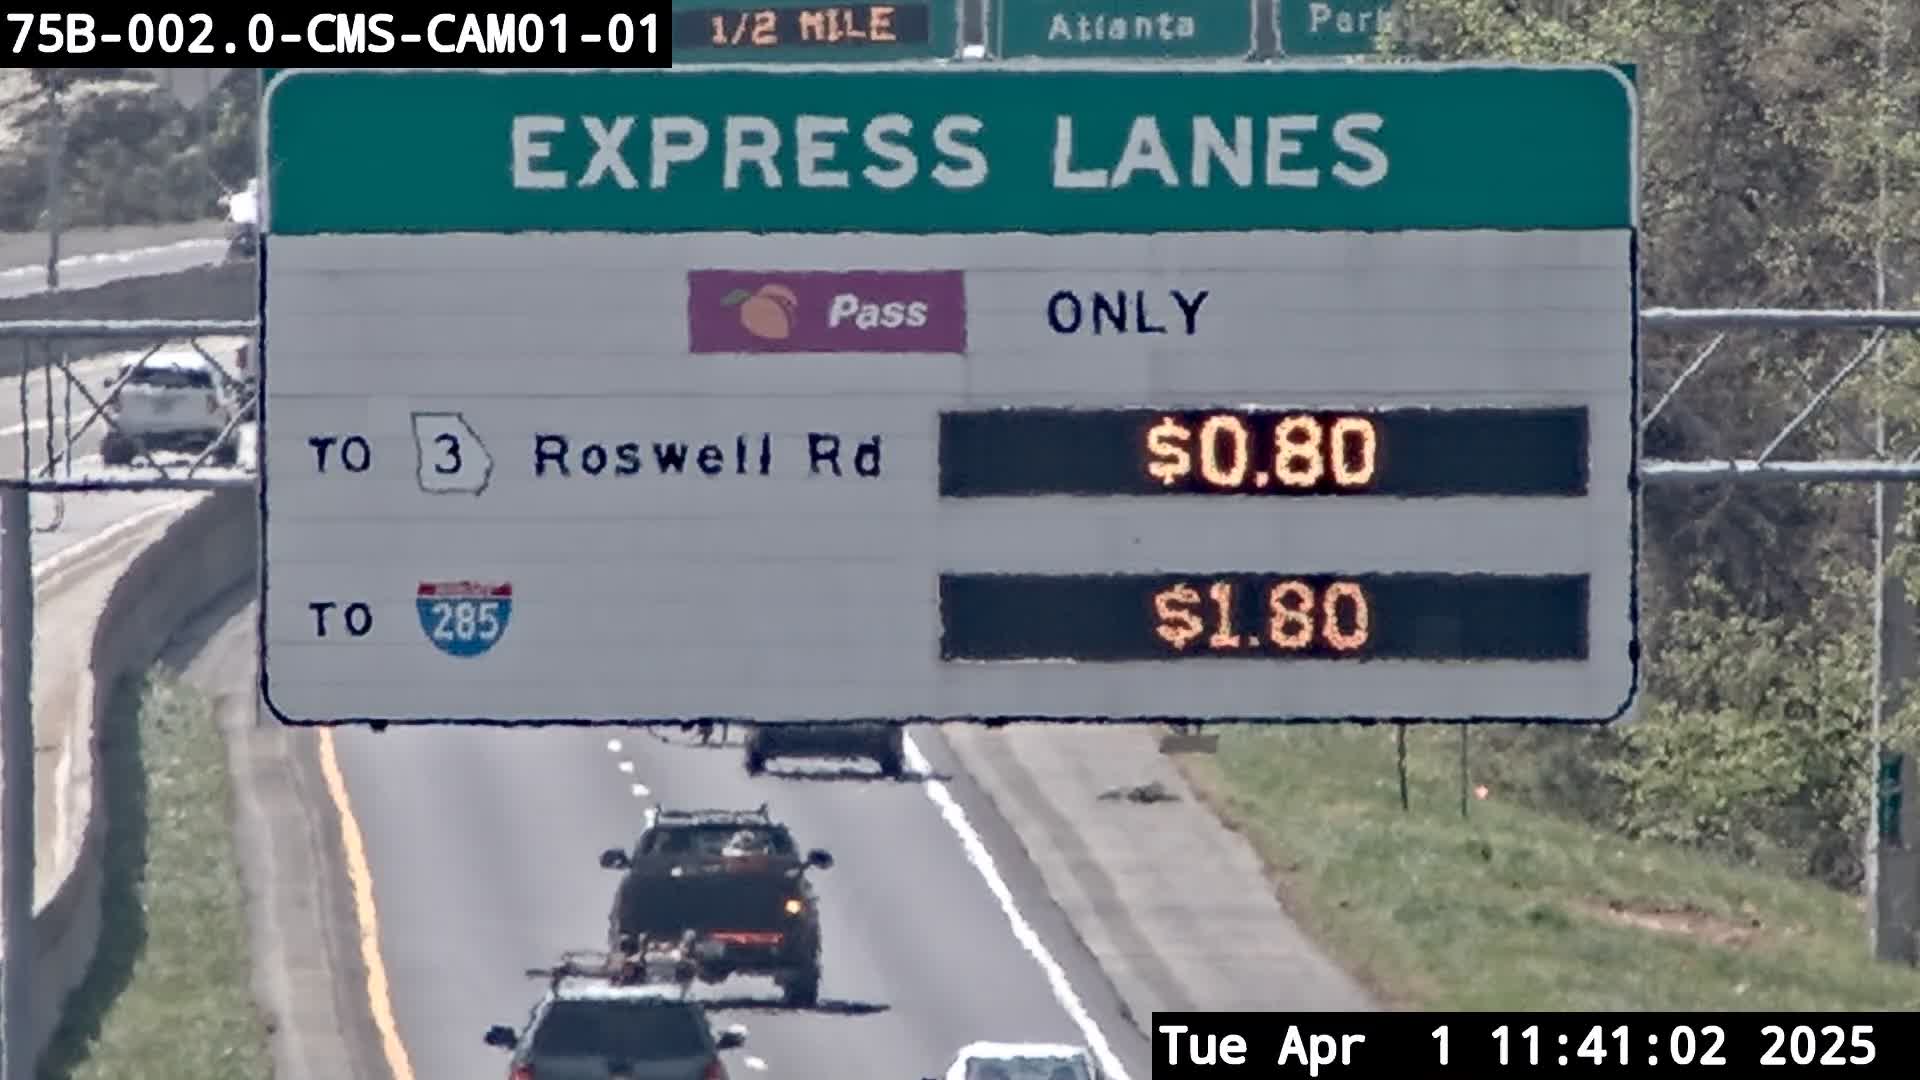 75B-002.0-CMS-CAM01-01
1/2 MILE
Atlanta
EXPRESS LANES
Pass ONLY
TO 3 Roswell Rd $0.80
TO 285 $1.80
Tue Apr 1 11:41:02 2025